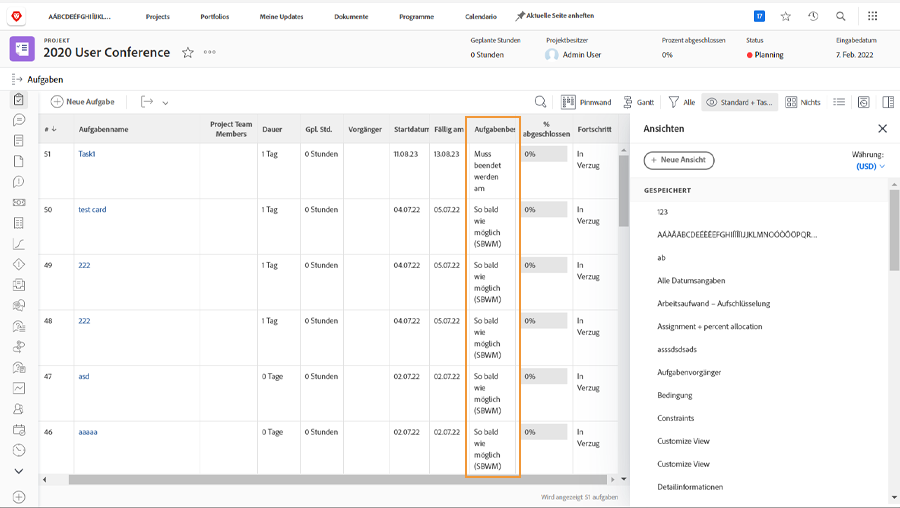 AÄBCDEFGHIÍJKL... Projects Portfolios Meine Updates Dokumente Programme Calendario Aktuelle Seite anheften 17
PROJEKT
2020 User Conference
Geplante Stunden Projektbesitzer Prozent abgeschlossen Status Eingabedatum
0 Stunden Admin User 0% Planning 7. Feb. 2022
Aufgaben
Neue Aufgabe Pinnwand Gantt Alle Standard + Tas... Nichts
# Aufgabenname Project Team Members Dauer Gpl. Std. Vorgänger Startdatum Fällig am Aufgabenbes % abgeschlossen Fortschritt
51 Task1 1 Tag 0 Stunden 11.08.23 13.08.23 Muss beendet werden am 0% In Verzug
50 test card 1 Tag 0 Stunden 04.07.22 05.07.22 So bald wie möglich (SBWM) 0% In Verzug
49 222 1 Tag 0 Stunden 04.07.22 05.07.22 So bald wie möglich (SBWM) 0% In Verzug
48 222 1 Tag 0 Stunden 04.07.22 05.07.22 So bald wie möglich (SBWM) 0% In Verzug
47 asd 0 Tage 0 Stunden 02.07.22 02.07.22 So bald wie möglich (SBWM) 0% In Verzug
46 aaaaa 0 Tage 0 Stunden 02.07.22 02.07.22 So bald wie möglich (SBWM) 0% In Verzug
Wird angezeigt 51 aufgaben
Ansichten
+ Neue Ansicht
Währung:
(USD)
GESPEICHERT
123
ab
Alle Datumsangaben
Arbeitsaufwand – Aufschlüsselung
Assignment + percent allocation
asssdsdsads
Aufgabenvorgänger
Bedingung
Constraints
Customize View
Customize View
Detailinformationen